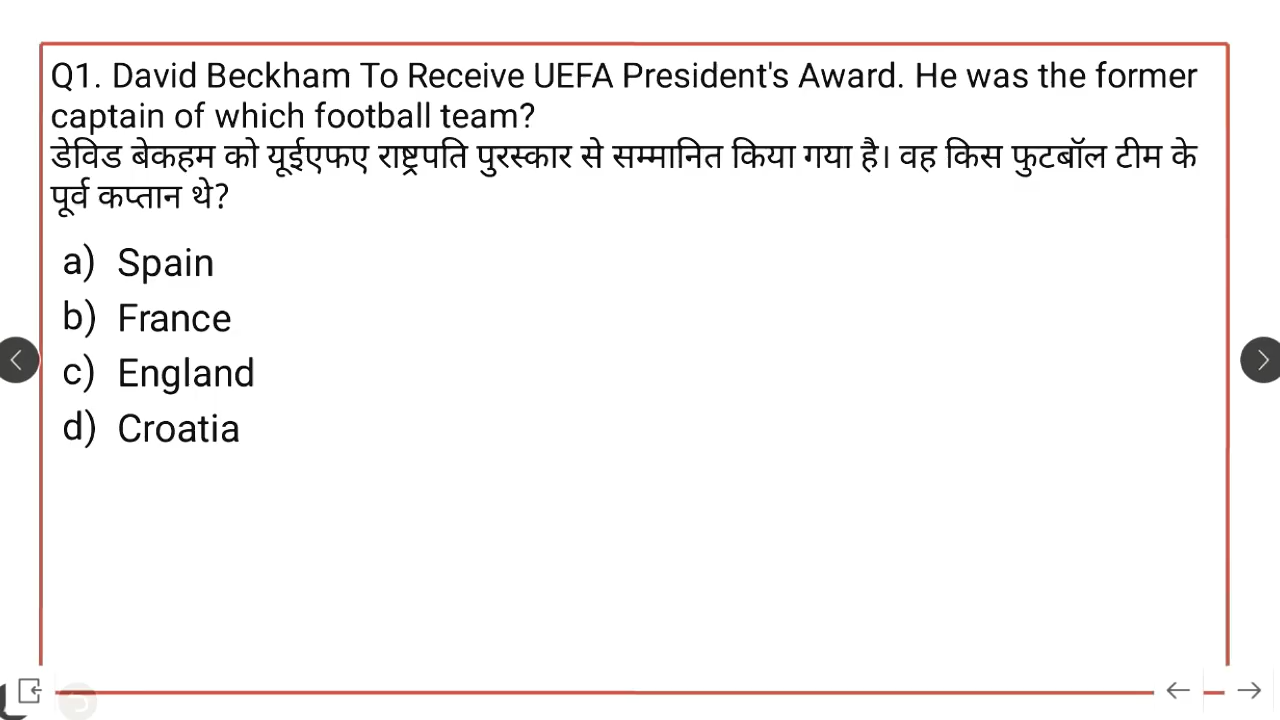 Q1. David Beckham To Receive UEFA President's Award. He was the former
captain of which football team?
डेविड बेकहम को यूईएफए राष्ट्रपति पुरस्कार से सम्मानित किया गया है। वह किस फुटबॉल टीम के
पूर्व कप्तान थे?
a) Spain
b) France
c) England
d) Croatia